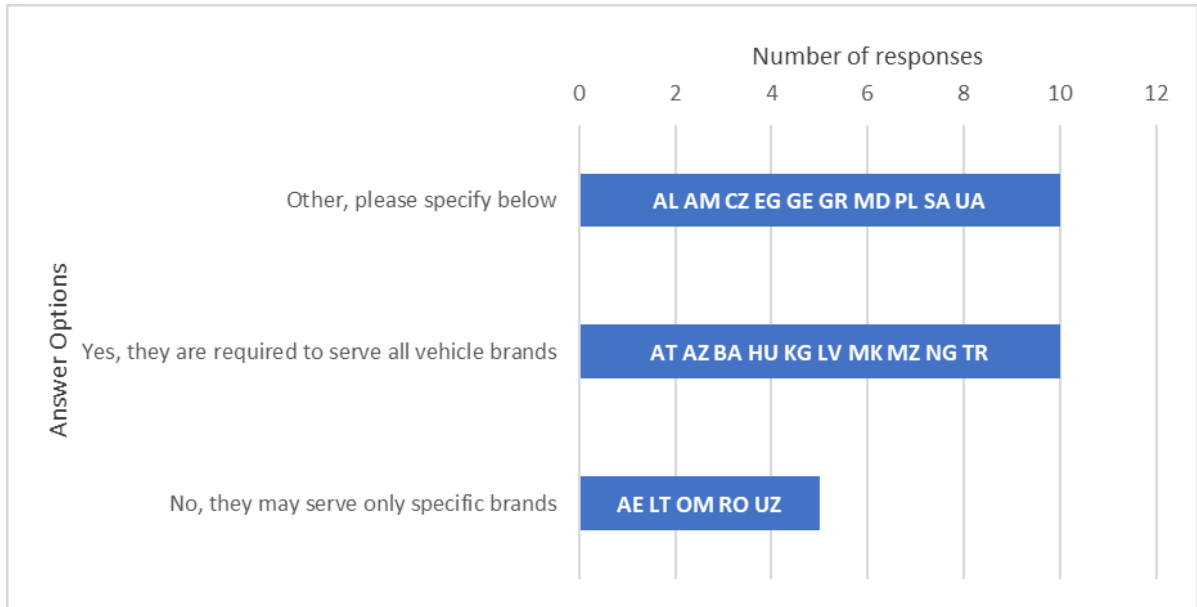 Number of responses
0 2 4 6 8 10 12
Answer Options
Other, please specify below
AL AM CZ EG GE GR MD PL SA UA
Yes, they are required to serve all vehicle brands
AT AZ BA HU KG LV MK MZ NG TR
No, they may serve only specific brands
AE LT OM RO UZ